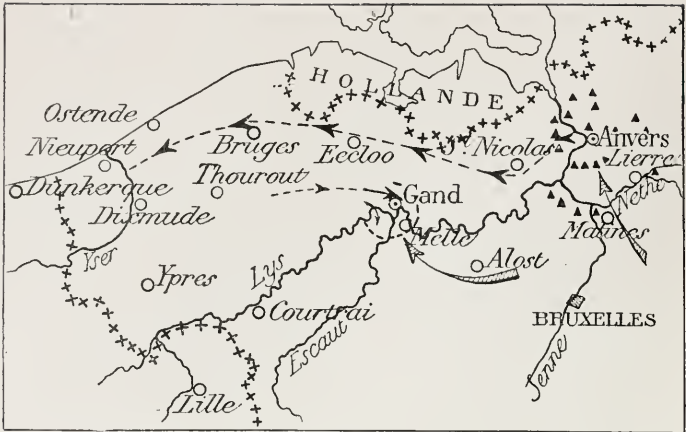 HOLLANDE
Ostende
Nieuport
Bruges
Eecloo
St. Nicolas
Anvers
Lierre
Dunkerque
Thourout
Gand
Nethe
Dixmude
Melle
Malines
Yser
Ypres
Lys
Alost
Courtrai
Escaut
BRUXELLES
Senne
Lille